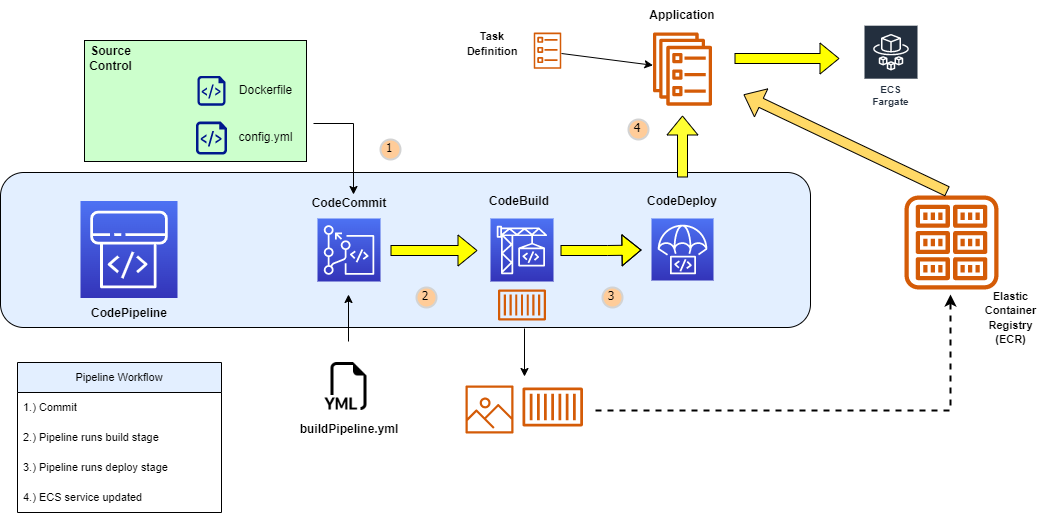 Application
Task
Definition
ECS
Fargate
Source
Control
Dockerfile
config.yml
1
4
CodeCommit
CodeBuild
CodeDeploy
CodePipeline
2
3
Elastic
Container
Registry
(ECR)
Pipeline Workflow
1.) Commit
2.) Pipeline runs build stage
3.) Pipeline runs deploy stage
4.) ECS service updated
YML
buildPipeline.yml